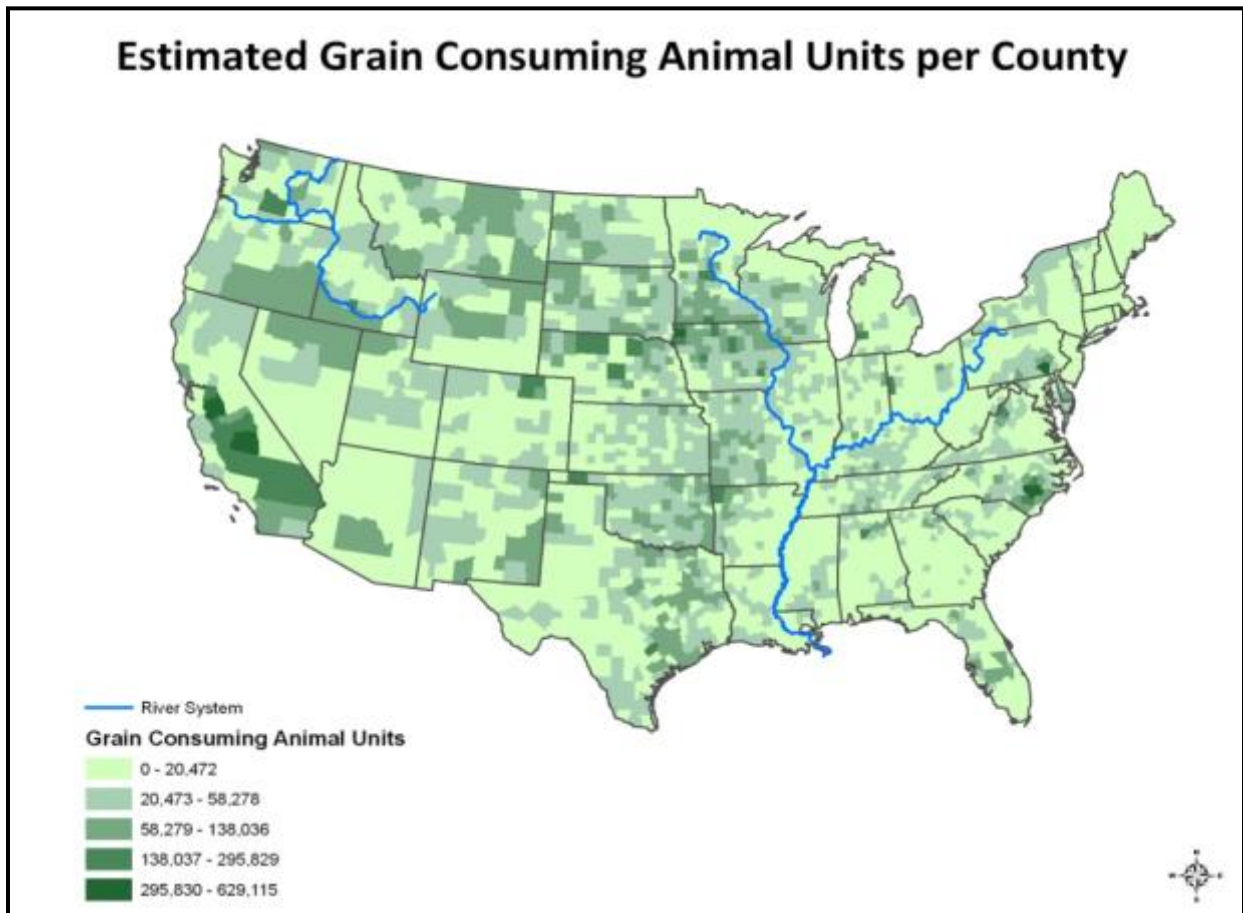 Estimated Grain Consuming Animal Units per County
River System
Grain Consuming Animal Units
0 - 20,472
20,473 - 58,278
58,279 - 138,036
138,037 - 295,829
295,830 - 629,115